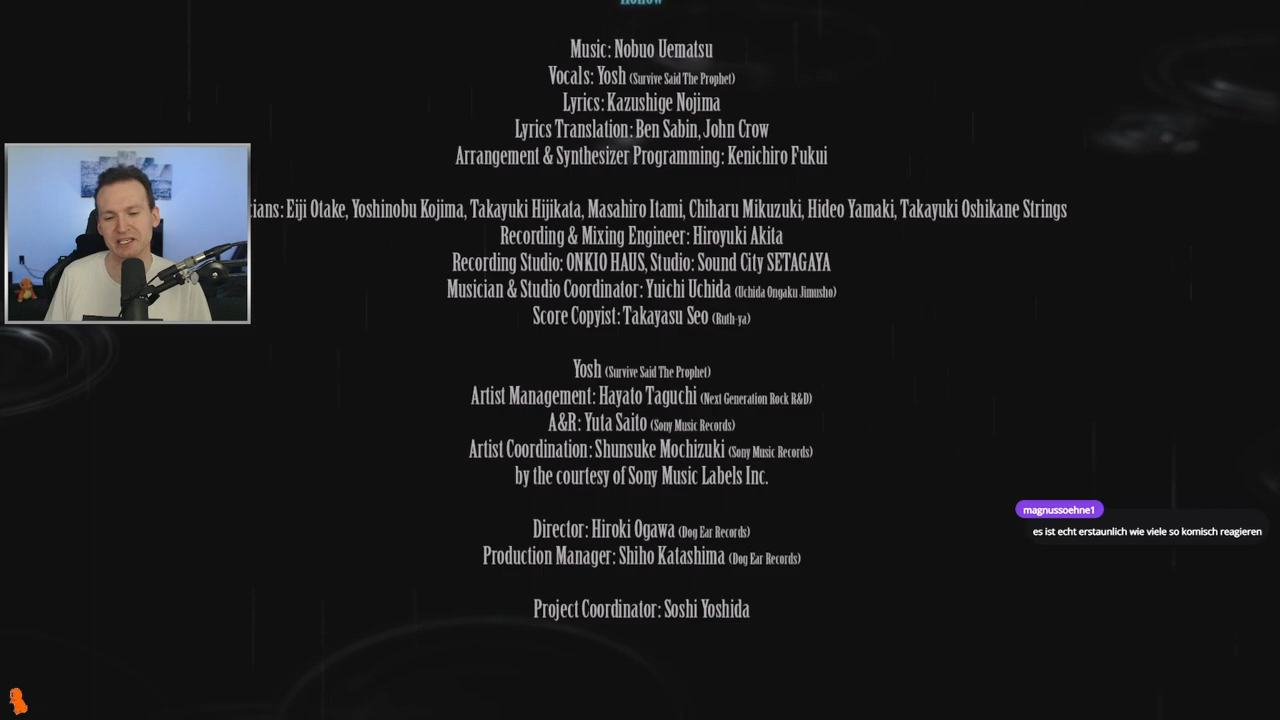 Hollow
Music: Nobuo Uematsu
Vocals: Yosh (Survive Said The Prophet)
Lyrics: Kazushige Nojima
Lyrics Translation: Ben Sabin, John Crow
Arrangement & Synthesizer Programming: Kenichiro Fukui
ians: Eiji Otake, Yoshinobu Kojima, Takayuki Hijikata, Masahiro Itami, Chiharu Mikuzuki, Hideo Yamaki, Takayuki Oshikane Strings
Recording & Mixing Engineer: Hiroyuki Akita
Recording Studio: ONKIO HAUS, Studio: Sound City SETAGAYA
Musician & Studio Coordinator: Yuichi Uchida (Uchida Ongaku Jimusho)
Score Copyist: Takayasu Seo (Ruth-ya)
Yosh (Survive Said The Prophet)
Artist Management: Hayato Taguchi (Next Generation Rock R&D)
A&R: Yuta Saito (Sony Music Records)
Artist Coordination: Shunsuke Mochizuki (Sony Music Records)
by the courtesy of Sony Music Labels Inc.
magnussoehne1
es ist echt erstaunlich wie viele so komisch reagieren
Director: Hiroki Ogawa (Dog Ear Records)
Production Manager: Shiho Katashima (Dog Ear Records)
Project Coordinator: Soshi Yoshida